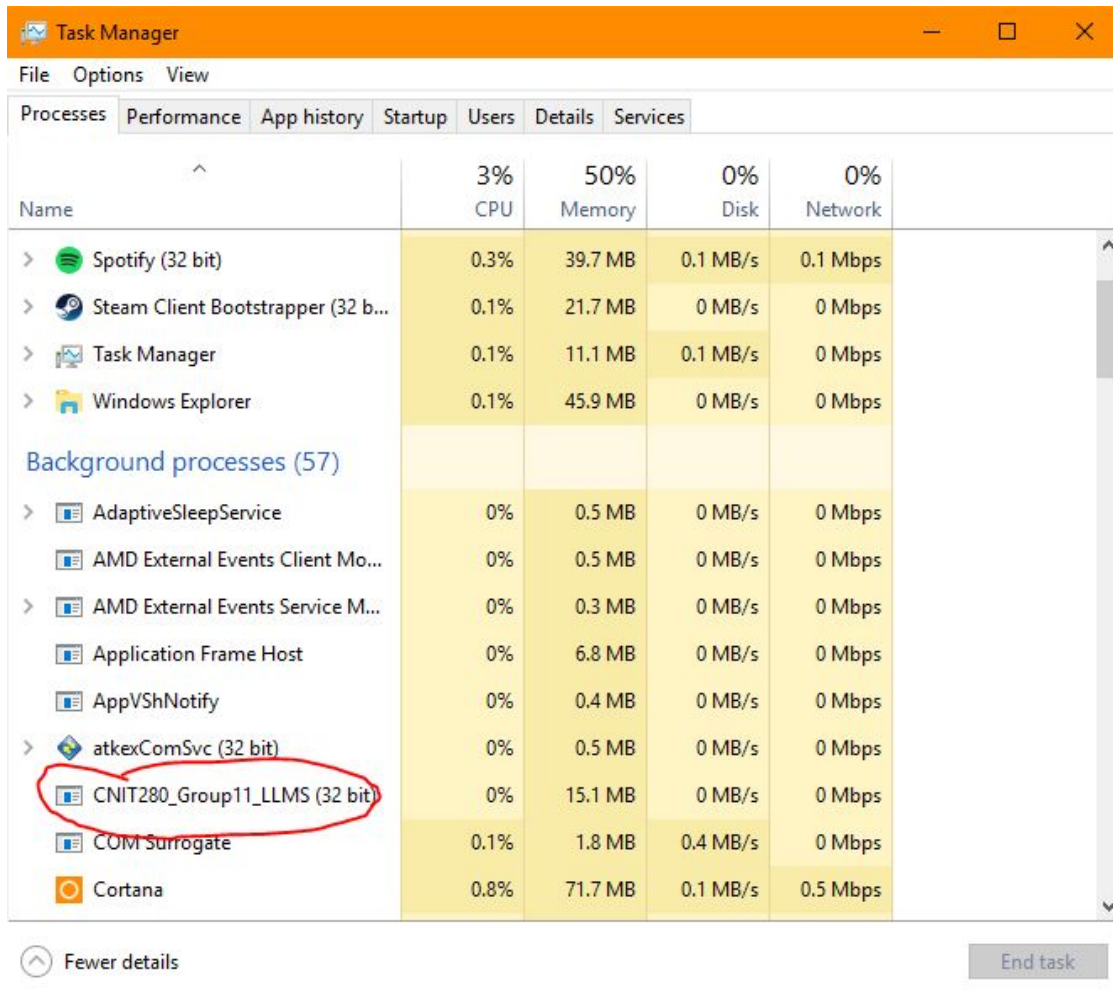 Task Manager
File Options View
Processes Performance App history Startup Users Details Services
3% 50% 0% 0%
Name CPU Memory Disk Network
Spotify (32 bit) 0.3% 39.7 MB 0.1 MB/s 0.1 Mbps
Steam Client Bootstrapper (32 b... 0.1% 21.7 MB 0 MB/s 0 Mbps
Task Manager 0.1% 11.1 MB 0.1 MB/s 0 Mbps
Windows Explorer 0.1% 45.9 MB 0 MB/s 0 Mbps
Background processes (57)
AdaptiveSleepService 0% 0.5 MB 0 MB/s 0 Mbps
AMD External Events Client Mo... 0% 0.5 MB 0 MB/s 0 Mbps
AMD External Events Service M... 0% 0.3 MB 0 MB/s 0 Mbps
Application Frame Host 0% 6.8 MB 0 MB/s 0 Mbps
AppVShNotify 0% 0.4 MB 0 MB/s 0 Mbps
atkexComSvc (32 bit) 0% 0.5 MB 0 MB/s 0 Mbps
CNIT280_Group11_LLMS (32 bit) 0% 15.1 MB 0 MB/s 0 Mbps
COM Surrogate 0.1% 1.8 MB 0.4 MB/s 0 Mbps
Cortana 0.8% 71.7 MB 0.1 MB/s 0.5 Mbps
Fewer details End task